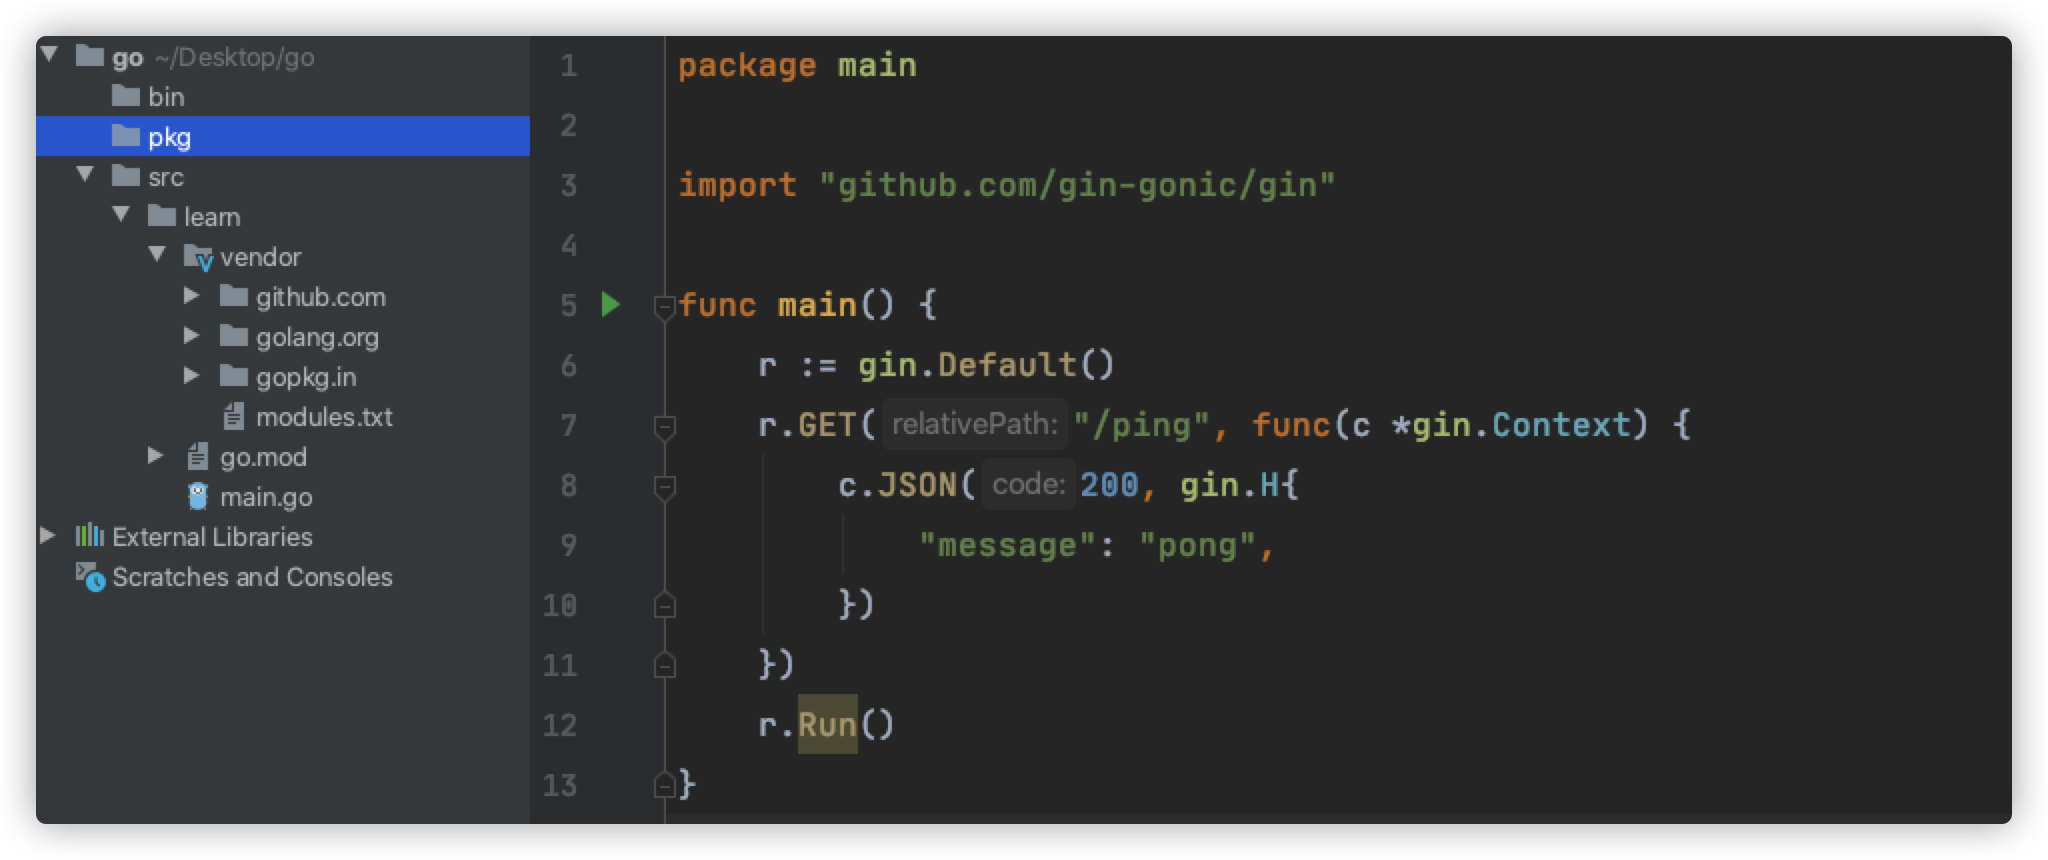 go ~/Desktop/go
bin
pkg
src
learn
vendor
github.com
golang.org
gopkg.in
modules.txt
go.mod
main.go
External Libraries
Scratches and Consoles
1 package main
2
3 import "github.com/gin-gonic/gin"
4
5 func main() {
6 r := gin.Default()
7 r.GET( relativePath: "/ping", func(c *gin.Context) {
8 c.JSON( code: 200, gin.H{
9 "message": "pong",
10 })
11 })
12 r.Run()
13 }